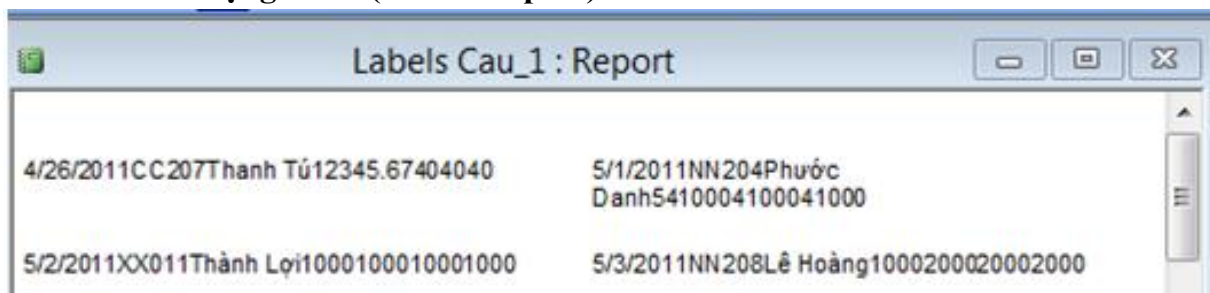 Labels Cau_1 : Report
4/26/2011CC207Thanh Tú12345.67404040
5/1/2011NN204Phước
Danh5410004100041000
5/2/2011XX011Thành Lợi1000100010001000
5/3/2011NN208Lê Hoàng1000200020002000